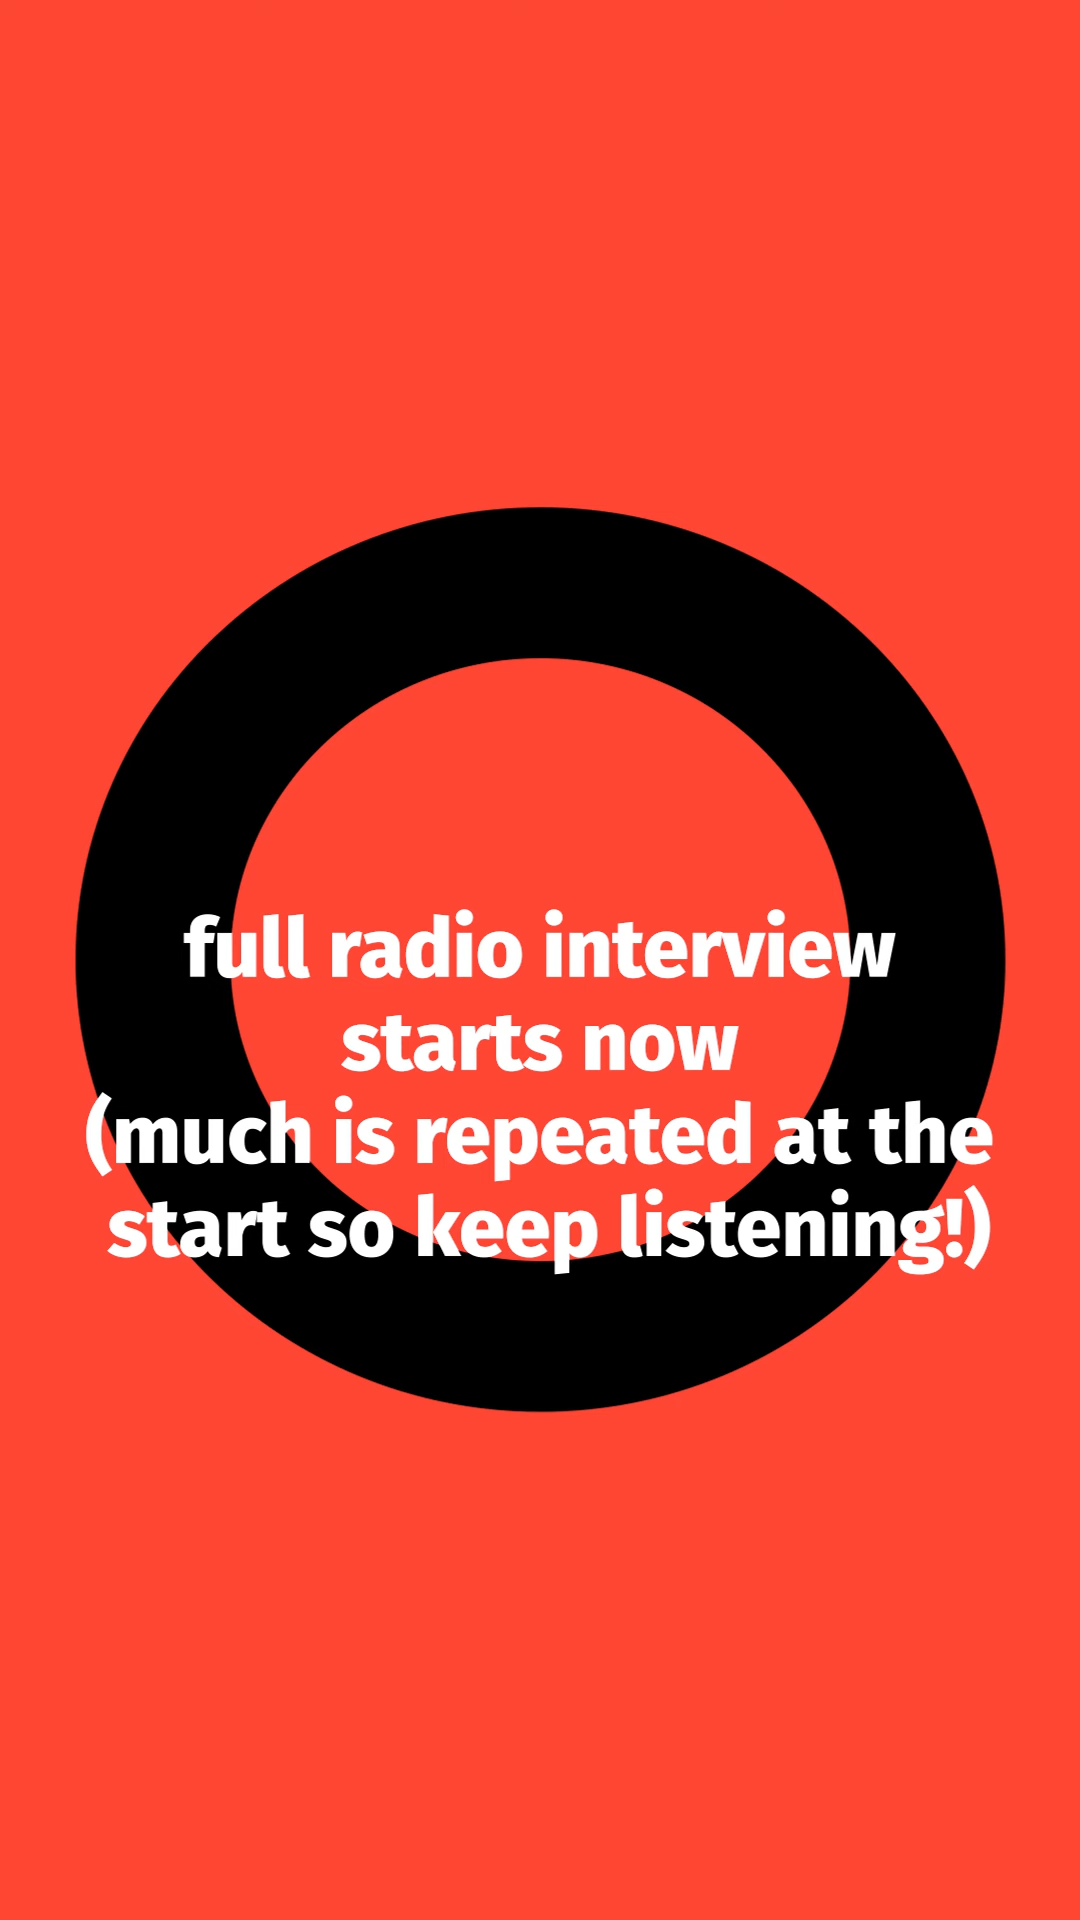 full radio interview
starts now
(much is repeated at the
start so keep listening!)